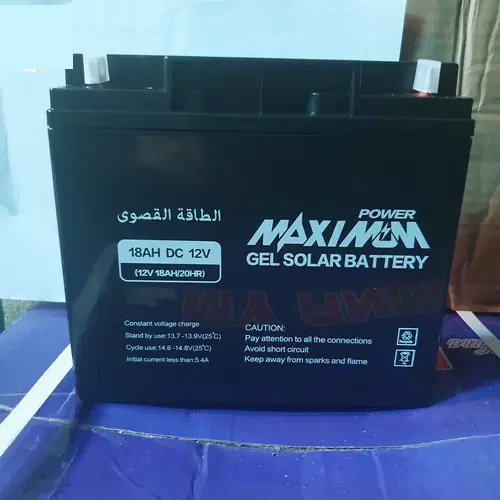 الطاقة القصوى
18AH DC 12V
(12V 18AH/20HR)
POWER
MAXIMUM
GEL SOLAR BATTERY
Constant voltage charge
Stand by use:13.7-13.9V(25℃)
Cycle use:14.6-14.8V(25℃)
Initial current less than:5.4A
CAUTION:
Pay attention to all the connections
Avoid short circuit
Keep away from sparks and flame